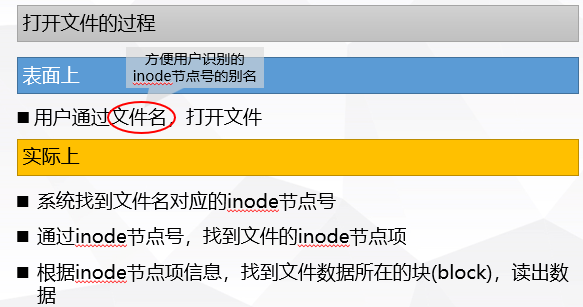 打开文件的过程
方便用户识别的
inode节点号的别名
表面上
■ 用户通过文件名，打开文件
实际上
■ 系统找到文件名对应的inode节点号
■ 通过inode节点号，找到文件的inode节点项
■ 根据inode节点项信息，找到文件数据所在的块(block)，读出数
据